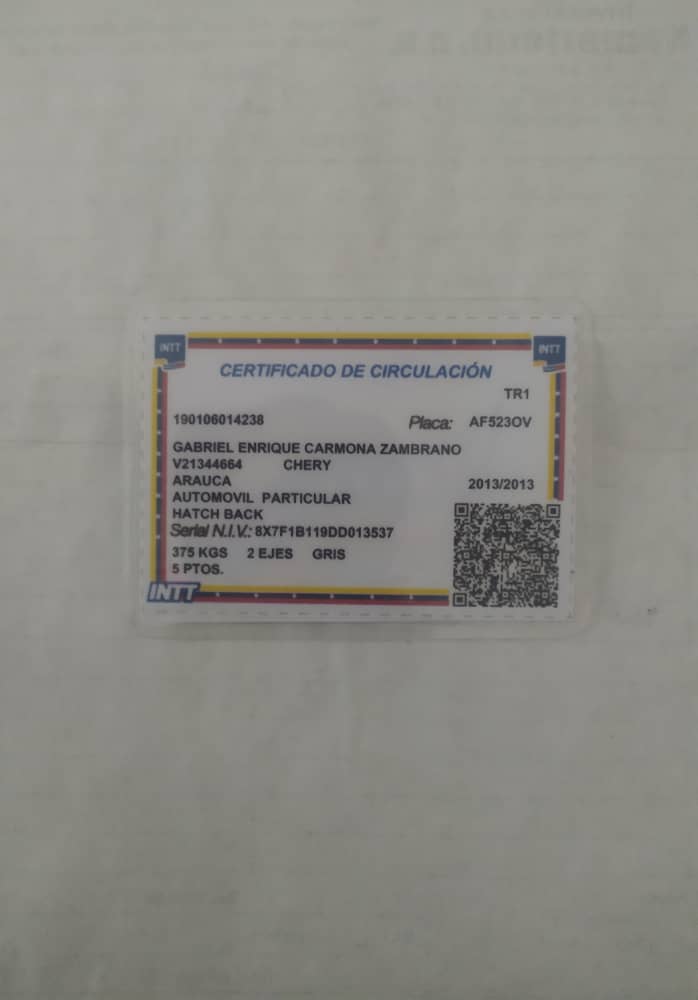 INTT
INTT
CERTIFICADO DE CIRCULACIÓN
TR1
190106014238 Placa: AF523OV
GABRIEL ENRIQUE CARMONA ZAMBRANO
V21344664 CHERY
ARAUCA 2013/2013
AUTOMOVIL PARTICULAR
HATCH BACK
Serial N.I.V.: 8X7F1B119DD013537
375 KGS 2 EJES GRIS
5 PTOS.
INTT